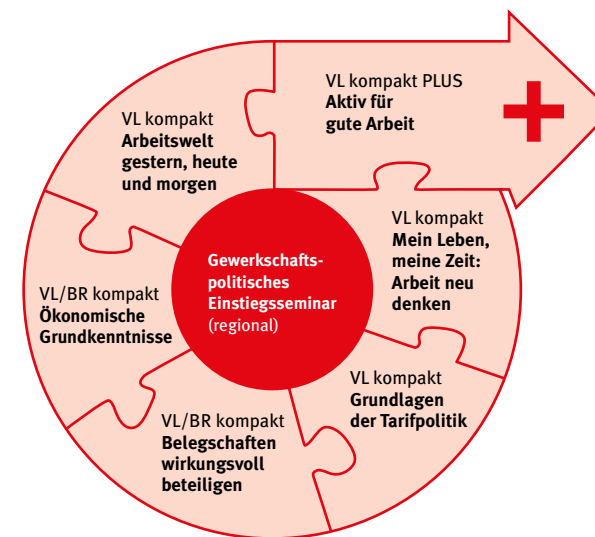 VL kompakt PLUS
Aktiv für
gute Arbeit
VL kompakt
Mein Leben,
meine Zeit:
Arbeit neu
denken
VL kompakt
Grundlagen
der Tarifpolitik
VL/BR kompakt
Belegschaften
wirkungsvoll
beteiligen
VL/BR kompakt
Ökonomische
Grundkenntnisse
VL kompakt
Arbeitswelt
gestern, heute
und morgen
Gewerkschafts-
politisches
Einstiegsseminar
(regional)